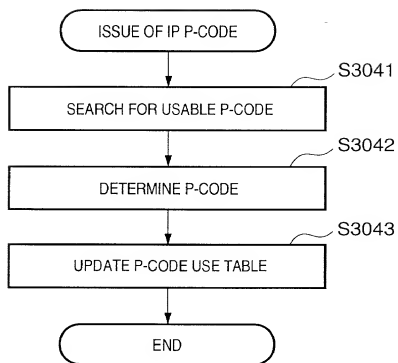 ISSUE OF IP P-CODE
S3041
SEARCH FOR USABLE P-CODE
S3042
DETERMINE P-CODE
S3043
UPDATE P-CODE USE TABLE
END